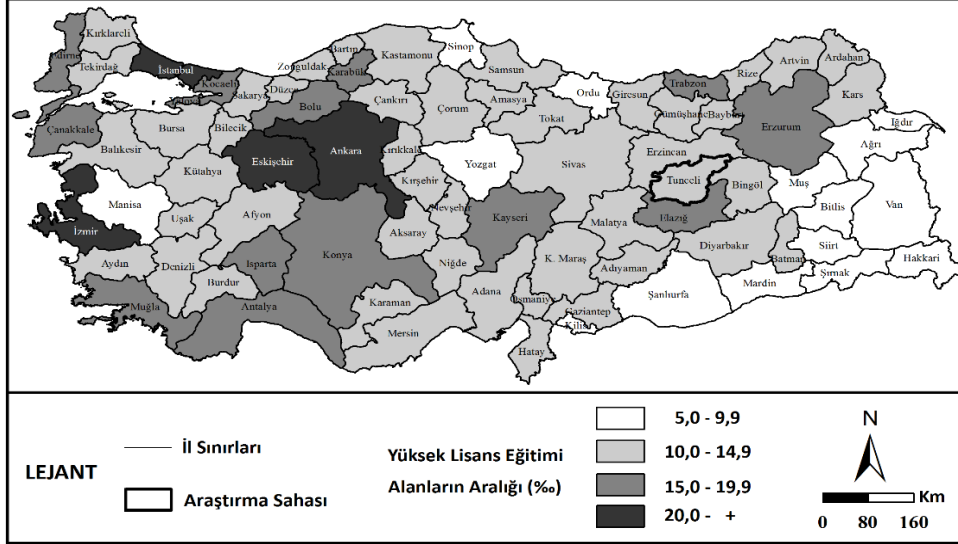 Kırklareli
Edirne
Tekirdağ
İstanbul
Kocaeli
Yalova
Sakarya
Düzce
Zonguldak
Bartın
Karabük
Kastamonu
Sinop
Samsun
Ordu
Giresun
Trabzon
Rize
Artvin
Ardahan
Kars
Iğdır
Ağrı
Erzurum
Bayburt
Gümüşhane
Çanakkale
Balıkesir
Bursa
Bilecik
Bolu
Çankırı
Çorum
Amasya
Tokat
Sivas
Erzincan
Tunceli
Bingöl
Muş
Bitlis
Van
Kütahya
Eskişehir
Ankara
Kırıkkale
Kırşehir
Yozgat
Nevşehir
Kayseri
Malatya
Elazığ
Diyarbakır
Batman
Siirt
Şırnak
Hakkari
Manisa
İzmir
Uşak
Afyon
Aksaray
Niğde
K. Maraş
Adıyaman
Şanlıurfa
Mardin
Aydın
Denizli
Isparta
Burdur
Konya
Karaman
Mersin
Adana
Osmaniye
Gaziantep
Kilis
Hatay
Muğla
Antalya
LEJANT
İl Sınırları
Araştırma Sahası
Yüksek Lisans Eğitimi
Alanların Aralığı (‰)
5,0 - 9,9
10,0 - 14,9
15,0 - 19,9
20,0 - +
N
Km
0 80 160